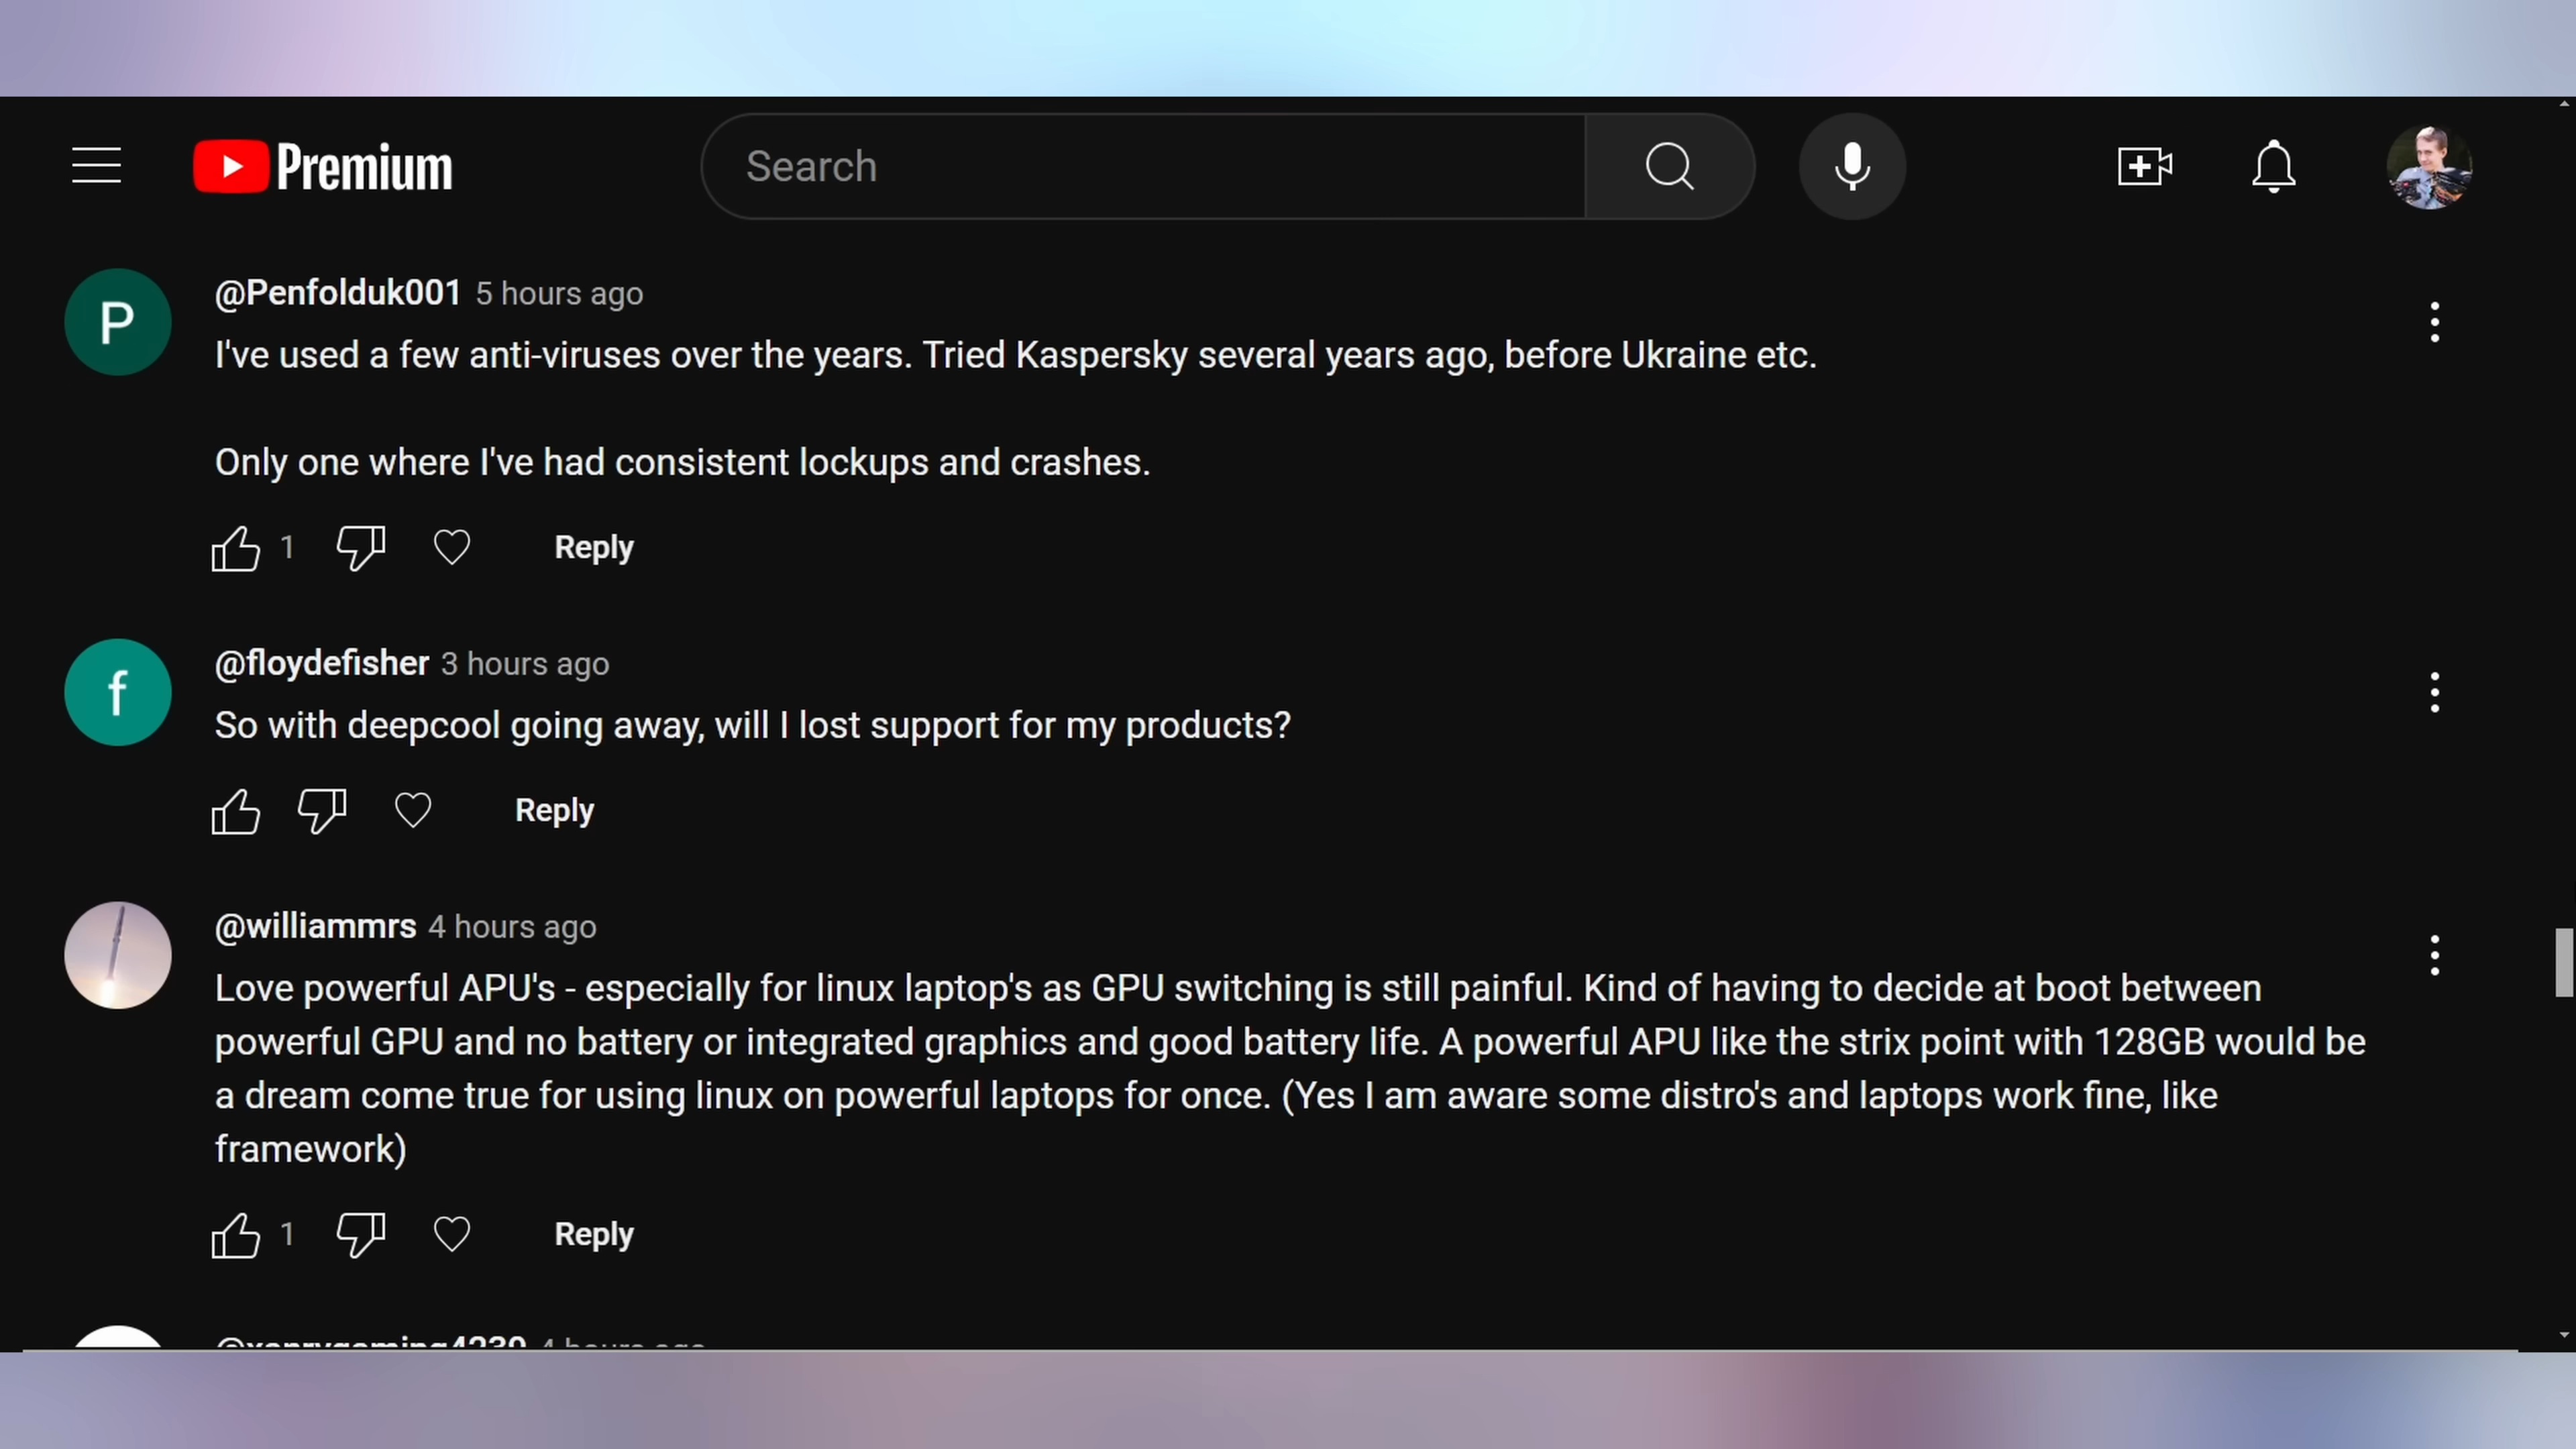 Premium
Search
P
@Penfolduk001 5 hours ago
I've used a few anti-viruses over the years. Tried Kaspersky several years ago, before Ukraine etc.
Only one where I've had consistent lockups and crashes.
1 Reply
f
@floydefisher 3 hours ago
So with deepcool going away, will I lost support for my products?
Reply
@williammrs 4 hours ago
Love powerful APU's - especially for linux laptop's as GPU switching is still painful. Kind of having to decide at boot between
powerful GPU and no battery or integrated graphics and good battery life. A powerful APU like the strix point with 128GB would be
a dream come true for using linux on powerful laptops for once. (Yes I am aware some distro's and laptops work fine, like
framework)
1 Reply
4 hours ago